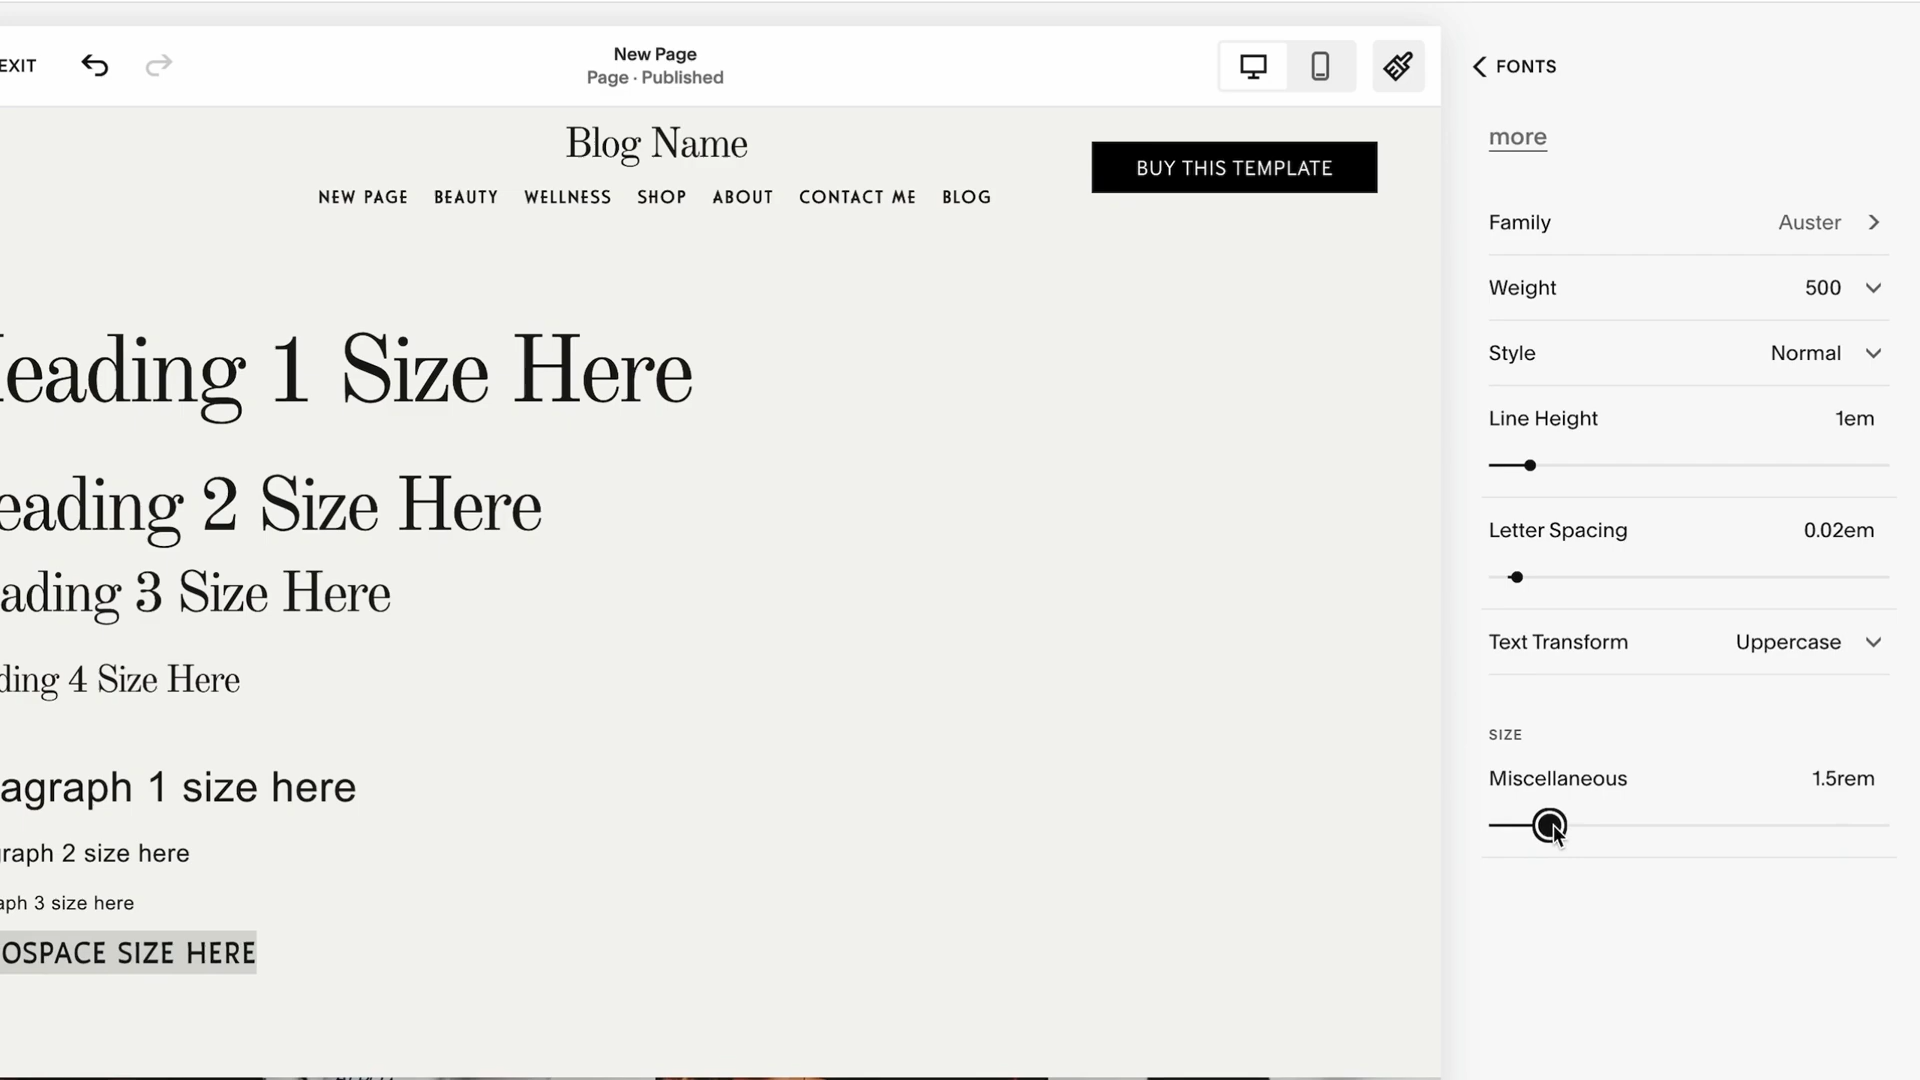 EXIT
New Page
Page · Published
FONTS
Blog Name
BUY THIS TEMPLATE
NEW PAGE BEAUTY WELLNESS SHOP ABOUT CONTACT ME BLOG
more
Family Auster
Weight 500
Style Normal
Line Height 1em
Letter Spacing 0.02em
Text Transform Uppercase
SIZE
Miscellaneous 1.5rem
eading 1 Size Here
eading 2 Size Here
ading 3 Size Here
ding 4 Size Here
agraph 1 size here
raph 2 size here
aph 3 size here
OSPACE SIZE HERE